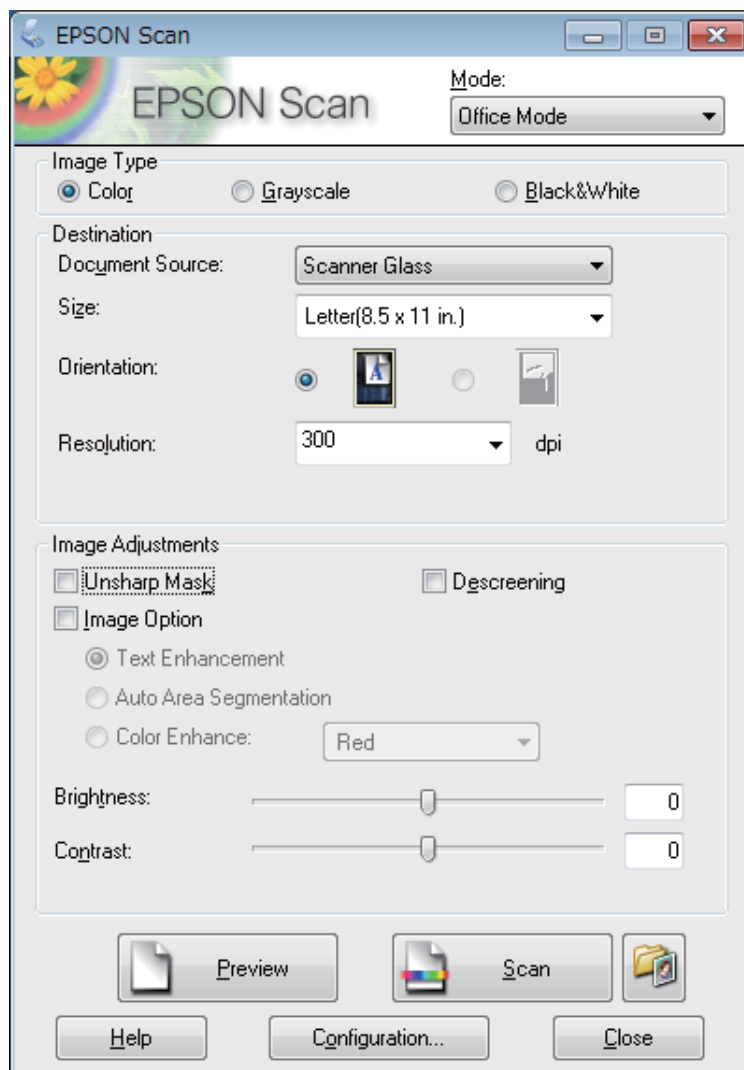 EPSON Scan
EPSON Scan
Mode:
Office Mode
Image Type
Color Grayscale Black&White
Destination
Document Source: Scanner Glass
Size: Letter(8.5 x 11 in.)
Orientation: A
Resolution: 300 dpi
Image Adjustments
Unsharp Mask Descreening
Image Option
Text Enhancement
Auto Area Segmentation
Color Enhance: Red
Brightness: 0
Contrast: 0
Preview Scan
Help Configuration... Close